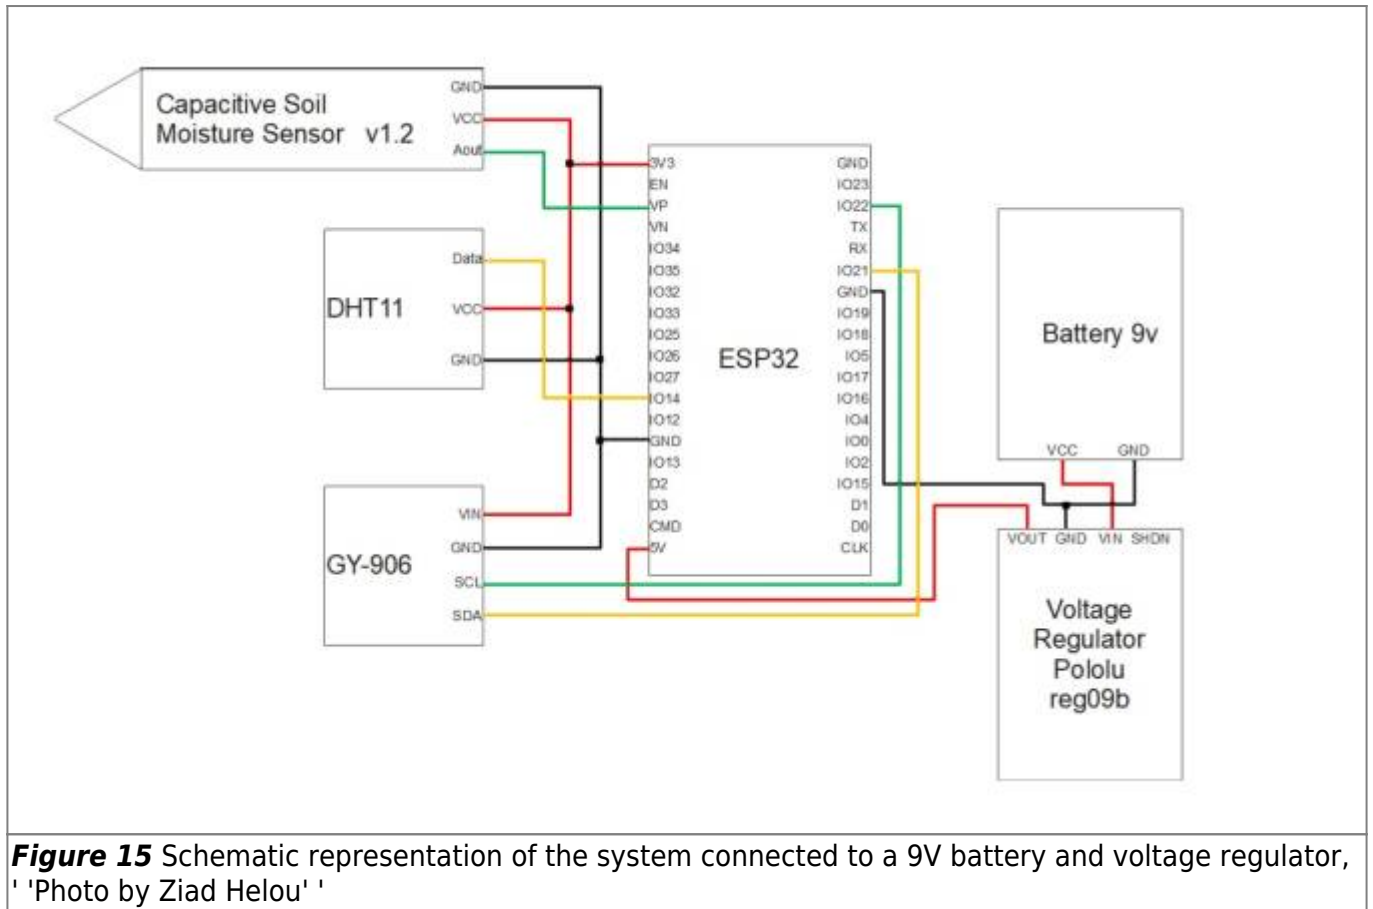 Capacitive Soil
Moisture Sensor v1.2
GND
VCC
Aout
DHT11
Data
VCC
GND
GY-906
VIN
GND
SCL
SDA
ESP32
3V3
EN
VP
VN
IO34
IO35
IO32
IO33
IO25
IO26
IO27
IO14
IO12
GND
IO13
D2
D3
CMD
5V
GND
IO23
IO22
TX
RX
IO21
GND
IO19
IO18
IO5
IO17
IO16
IO4
IO0
IO2
IO15
D1
D0
CLK
Battery 9v
VCC GND
VOUT GND VIN SHDN
Voltage
Regulator
Pololu
reg09b
Figure 15 Schematic representation of the system connected to a 9V battery and voltage regulator,
' 'Photo by Ziad Helou' '